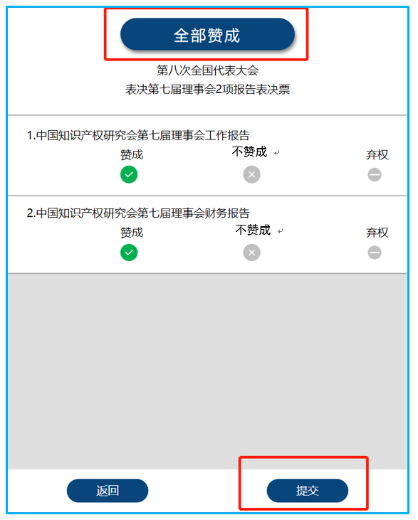 全部赞成
第八次全国代表大会
表决第七届理事会2项报告表决票
1.中国知识产权研究会第七届理事会工作报告
赞成 不赞成 弃权
2.中国知识产权研究会第七届理事会财务报告
赞成 不赞成 弃权
返回 提交